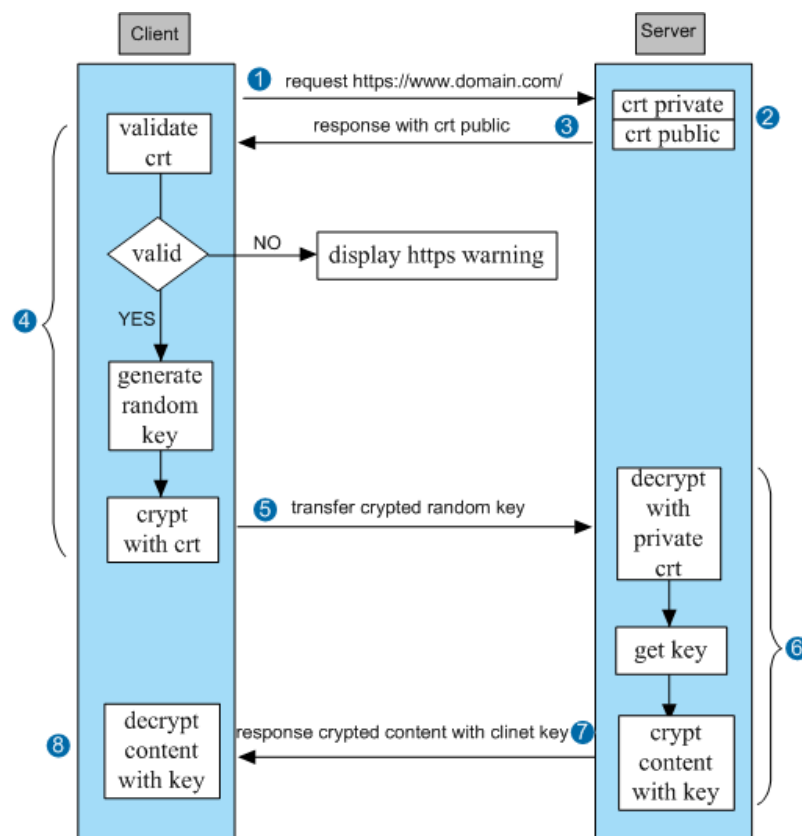 Client
Server
1 request https://www.domain.com/
crt private
2
crt public
response with crt public 3
validate
crt
valid
NO
display https warning
4
YES
generate
random
key
crypt
with crt
5 transfer crypted random key
decrypt
with
private
crt
get key
6
crypt
content
with key
response crypted content with clinet key 7
8
decrypt
content
with key